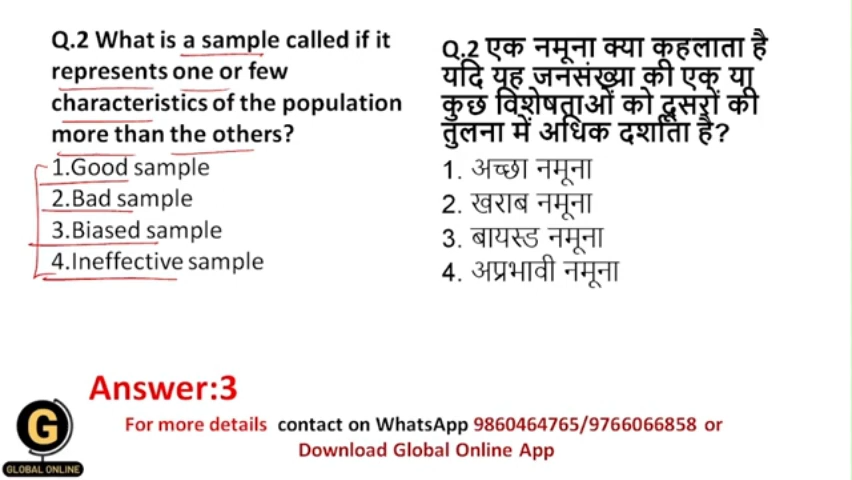 Q.2 What is a sample called if it
represents one or few
characteristics of the population
more than the others?
1.Good sample
2.Bad sample
3.Biased sample
4.Ineffective sample
Q.2 एक नमूना क्या कहलाता है
यदि यह जनसंख्या की एक या
कुछ विशेषताओं को दूसरों की
तुलना में अधिक दर्शाता है?
1. अच्छा नमूना
2. खराब नमूना
3. बायस्ड नमूना
4. अप्रभावी नमूना
Answer:3
For more details contact on WhatsApp 9860464765/9766066858 or
Download Global Online App
G
GLOBAL ONLINE